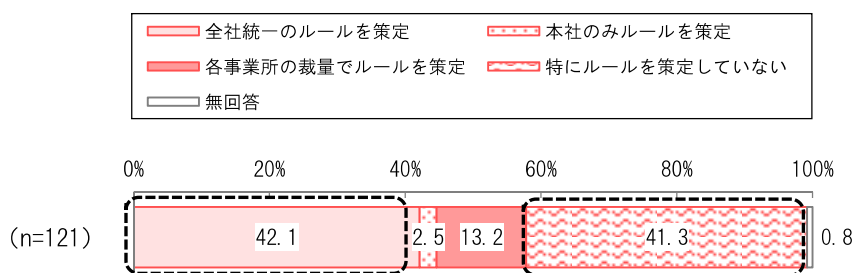 全社統一のルールを策定 本社のみルールを策定
各事業所の裁量でルールを策定 特にルールを策定していない
無回答
0% 20% 40% 60% 80% 100%
(n=121) 42.1 2.5 13.2 41.3 0.8